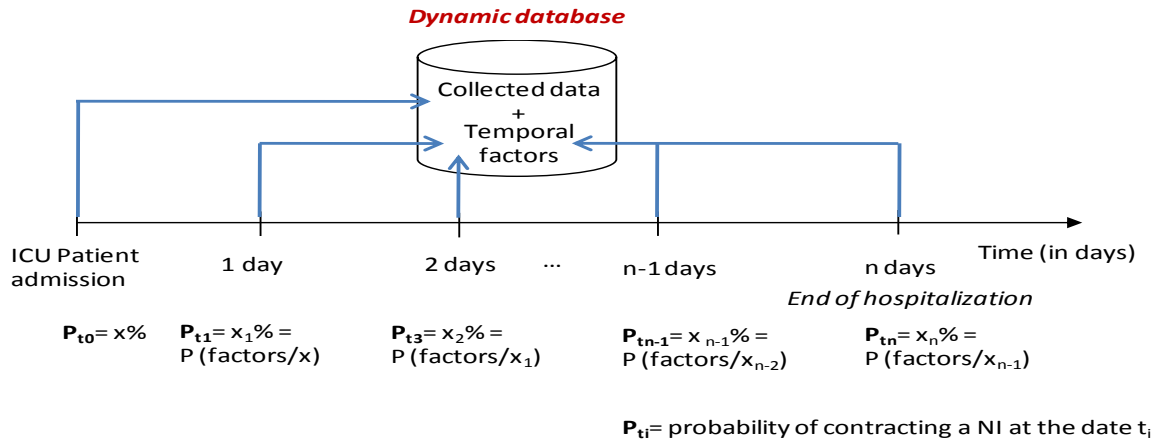 Dynamic database
Collected data
+
Temporal
factors
ICU Patient
admission
1 day
2 days
...
n-1 days
n days
Time (in days)
End of hospitalization
Pt0= x%
Pt1= x1% =
P (factors/x)
Pt3= x2% =
P (factors/x1)
Ptn-1= x n-1% =
P (factors/xn-2)
Ptn= xn% =
P (factors/xn-1)
Pti= probability of contracting a NI at the date ti